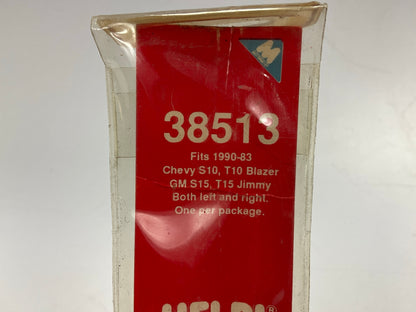 M
38513
Fits 1990-83
Chevy S10, T10 Blazer
GM S15, T15 Jimmy
Both left and right.
One per package.
HELP!®